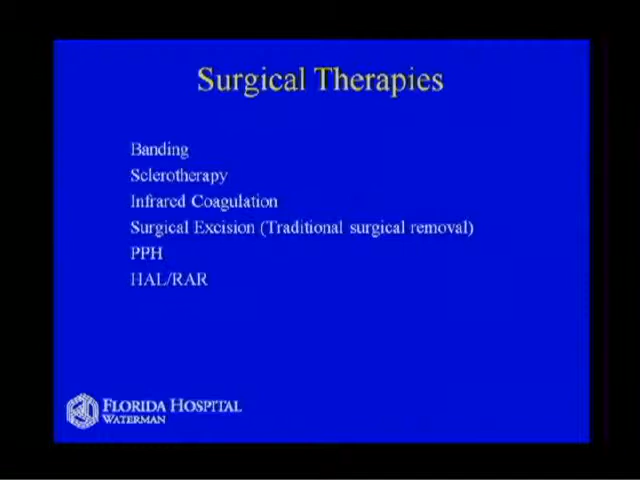 Surgical Therapies
Banding
Sclerotherapy
Infrared Coagulation
Surgical Excision (Traditional surgical removal)
PPH
HAL/RAR
FLORIDA HOSPITAL
WATERMAN